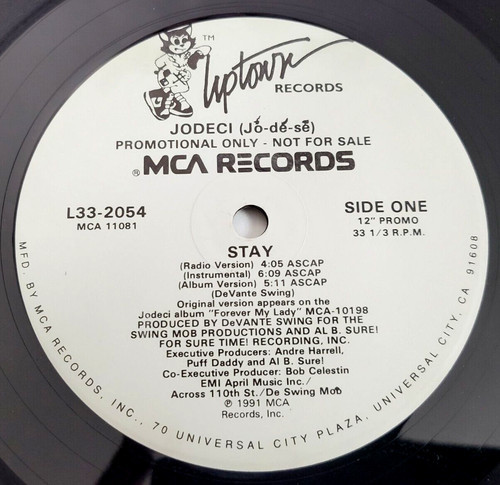 Uptown ™
RECORDS
JODECI (Jō-dé-sē)
PROMOTIONAL ONLY - NOT FOR SALE
® MCA RECORDS
L33-2054
MCA 11081
SIDE ONE
12" PROMO
33 1/3 R.P.M.
STAY
(Radio Version) 4:05 ASCAP
(Instrumental) 6:09 ASCAP
(Album Version) 5:11 ASCAP
(DeVante Swing)
Original version appears on the
Jodeci album "Forever My Lady" MCA-10198
PRODUCED BY DeVANTE SWING FOR THE
SWING MOB PRODUCTIONS AND AL B. SURE!
FOR SURE TIME! RECORDING, INC.
Executive Producers: Andre Harrell,
Puff Daddy and Al B. Sure!
Co-Executive Producer: Bob Celestin
EMI April Music Inc./
Across 110th St./De Swing Mob
℗ 1991 MCA
Records, Inc.
MFD. BY MCA RECORDS, INC., 70 UNIVERSAL CITY PLAZA, UNIVERSAL CITY, CA 91608